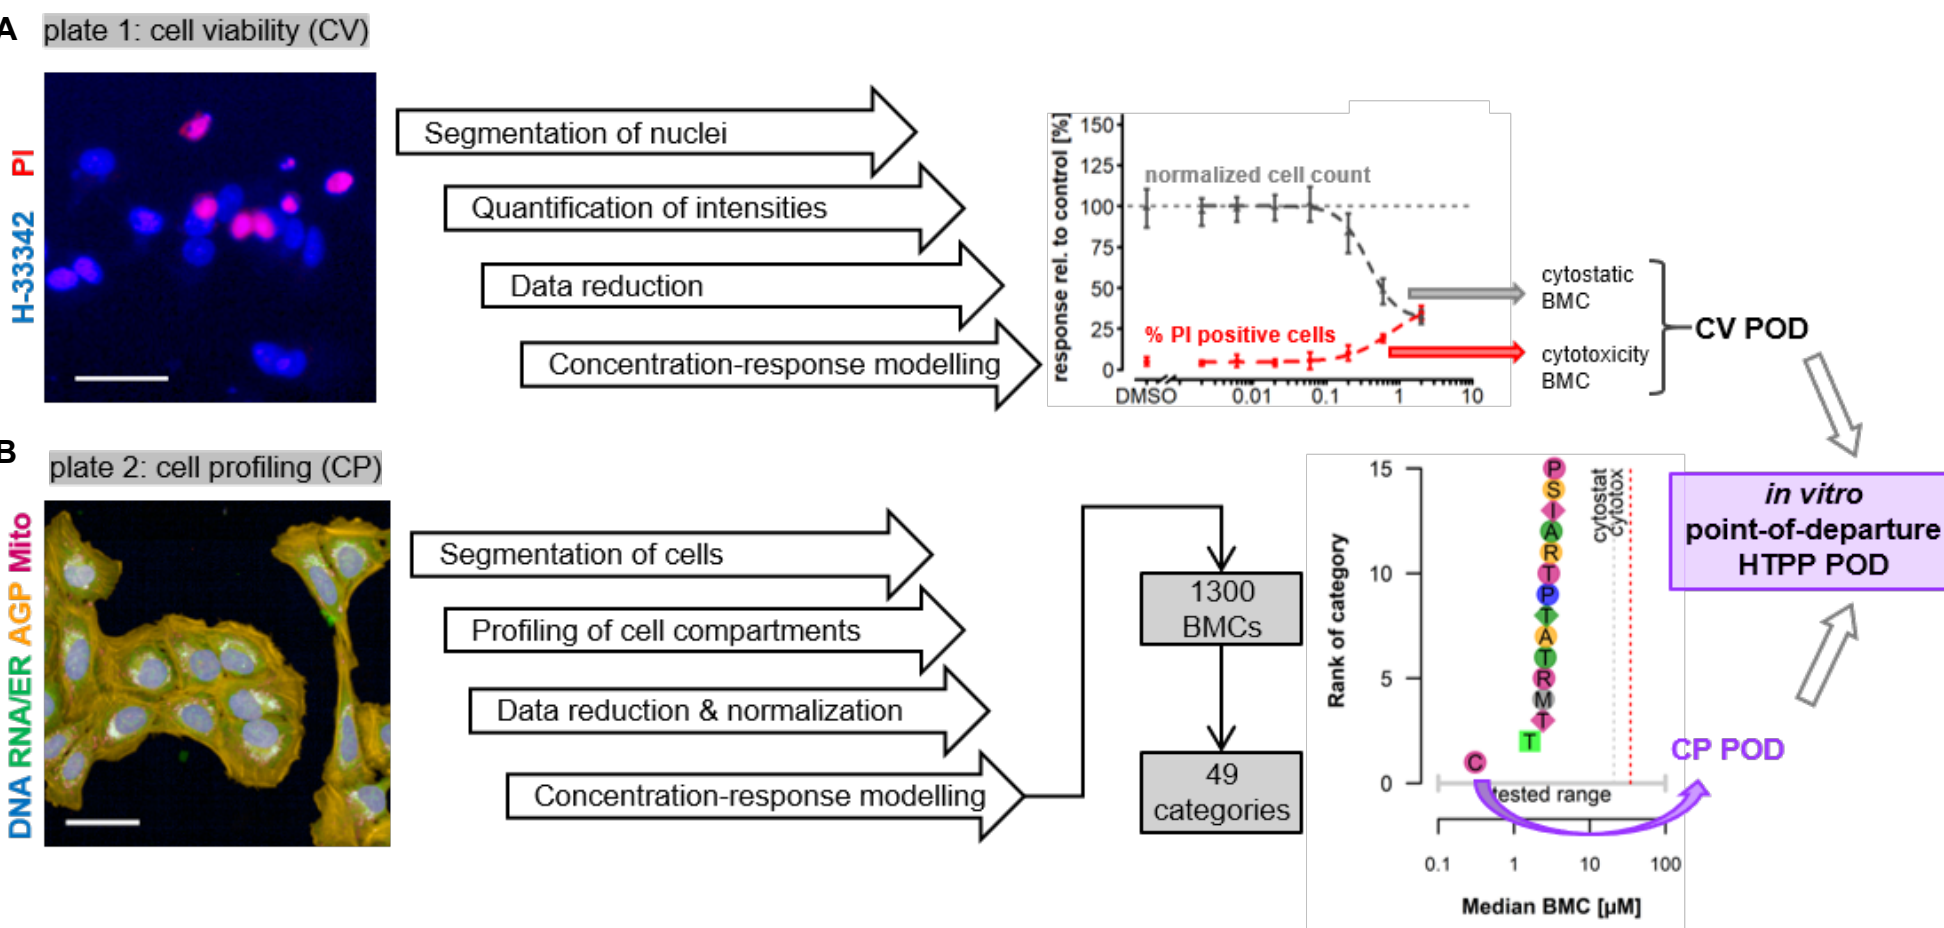 A
plate 1: cell viability (CV)
H-33342 PI
Segmentation of nuclei
Quantification of intensities
Data reduction
Concentration-response modelling
response rel. to control [%]
150
125
100
75
50
25
0
normalized cell count
% PI positive cells
DMSO 0.01 0.1 1 10
cytostatic
BMC
cytotoxicity
BMC
CV POD
B
plate 2: cell profiling (CP)
DNA RNA/ER AGP Mito
Segmentation of cells
Profiling of cell compartments
Data reduction & normalization
Concentration-response modelling
1300
BMCs
49
categories
Rank of category
15
10
5
0
P
S
I
A
R
T
P
T
A
T
R
M
T
T
C
cytostat
cytotox
tested range
0.1 1 10 100
Median BMC [µM]
CP POD
in vitro
point-of-departure
HTPP POD